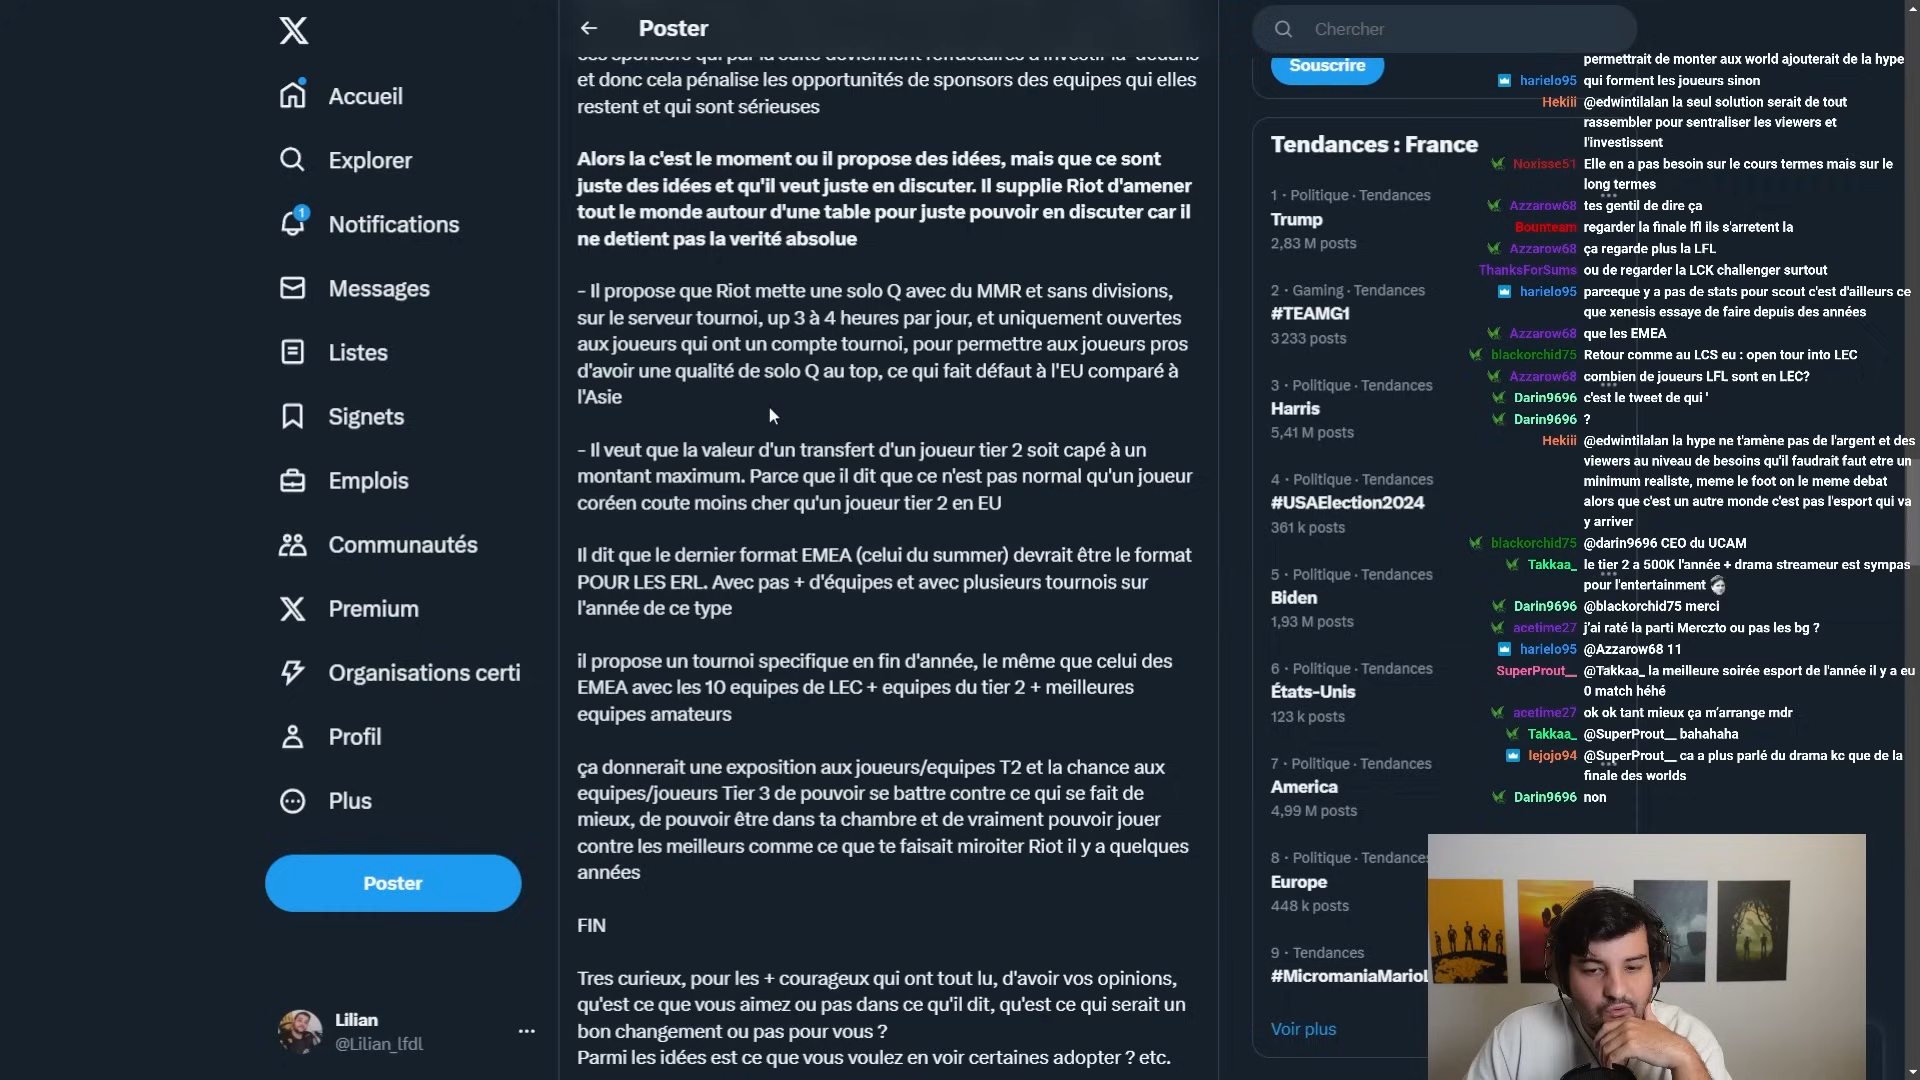 Poster
Chercher
Accueil
Explorer
1
Notifications
Messages
Listes
Signets
Emplois
Communautés
Premium
Organisations certi
Profil
Plus
Poster
Lilian
@Lilian_lfdl
et donc cela pénalise les opportunités de sponsors des equipes qui elles
restent et qui sont sérieuses
Alors la c'est le moment ou il propose des idées, mais que ce sont
juste des idées et qu'il veut juste en discuter. Il supplie Riot d'amener
tout le monde autour d'une table pour juste pouvoir en discuter car il
ne detient pas la verité absolue
- Il propose que Riot mette une solo Q avec du MMR et sans divisions,
sur le serveur tournoi, up 3 à 4 heures par jour, et uniquement ouvertes
aux joueurs qui ont un compte tournoi, pour permettre aux joueurs pros
d'avoir une qualité de solo Q au top, ce qui fait défaut à l'EU comparé à
l'Asie
- Il veut que la valeur d'un transfert d'un joueur tier 2 soit capé à un
montant maximum. Parce que il dit que ce n'est pas normal qu'un joueur
coréen coute moins cher qu'un joueur tier 2 en EU
Il dit que le dernier format EMEA (celui du summer) devrait être le format
POUR LES ERL. Avec pas + d'équipes et avec plusieurs tournois sur
l'année de ce type
il propose un tournoi specifique en fin d'année, le même que celui des
EMEA avec les 10 equipes de LEC + equipes du tier 2 + meilleures
equipes amateurs
ça donnerait une exposition aux joueurs/equipes T2 et la chance aux
equipes/joueurs Tier 3 de pouvoir se battre contre ce qui se fait de
mieux, de pouvoir être dans ta chambre et de vraiment pouvoir jouer
contre les meilleurs comme ce que te faisait miroiter Riot il y a quelques
années
FIN
Tres curieux, pour les + courageux qui ont tout lu, d'avoir vos opinions,
qu'est ce que vous aimez ou pas dans ce qu'il dit, qu'est ce qui serait un
bon changement ou pas pour vous ?
Parmi les idées est ce que vous voulez en voir certaines adopter ? etc.
Souscrire
Tendances : France
1 · Politique · Tendances
Trump
2,83 M posts
2 · Gaming · Tendances
#TEAMG1
3 233 posts
3 · Politique · Tendances
Harris
5,41 M posts
4 · Politique · Tendances
#USAElection2024
361 k posts
5 · Politique · Tendances
Biden
1,93 M posts
6 · Politique · Tendances
États-Unis
123 k posts
7 · Politique · Tendances
America
4,99 M posts
8 · Politique · Tendances
Europe
448 k posts
9 · Tendances
Voir plus
permettrait de monter aux world ajouterait de la hype
harielo95 qui forment les joueurs sinon
Hekiii @edwintilalan la seul solution serait de tout
rassembler pour sentraliser les viewers et
l'investissent
Noxisse51 Elle en a pas besoin sur le cours termes mais sur le
long termes
Azzarow68 tes gentil de dire ça
Bounteam regarder la finale lfl ils s'arretent la
Azzarow68 ça regarde plus la LFL
ThanksForSums ou de regarder la LCK challenger surtout
harielo95 parceque y a pas de stats pour scout c'est d'ailleurs ce
que xenesis essaye de faire depuis des années
Azzarow68 que les EMEA
blackorchid75 Retour comme au LCS eu : open tour into LEC
Azzarow68 combien de joueurs LFL sont en LEC?
Darin9696 c'est le tweet de qui '
Darin9696 ?
Hekiii @edwintilalan la hype ne t'amène pas de l'argent et des
viewers au niveau de besoins qu'il faudrait faut etre un
minimum realiste, meme le foot on le meme debat
alors que c'est un autre monde c'est pas l'esport qui va
y arriver
blackorchid75 @darin9696 CEO du UCAM
Takkaa_ le tier 2 a 500K l'année + drama streameur est sympas
pour l'entertainment
Darin9696 @blackorchid75 merci
acetime27 j'ai raté la parti Merczto ou pas les bg ?
harielo95 @Azzarow68 11
SuperProut__ @Takkaa_ la meilleure soirée esport de l'année il y a eu
0 match héhé
acetime27 ok ok tant mieux ça m'arrange mdr
Takkaa_ @SuperProut__ bahahaha
lejojo94 @SuperProut__ ca a plus parlé du drama kc que de la
finale des worlds
Darin9696 non